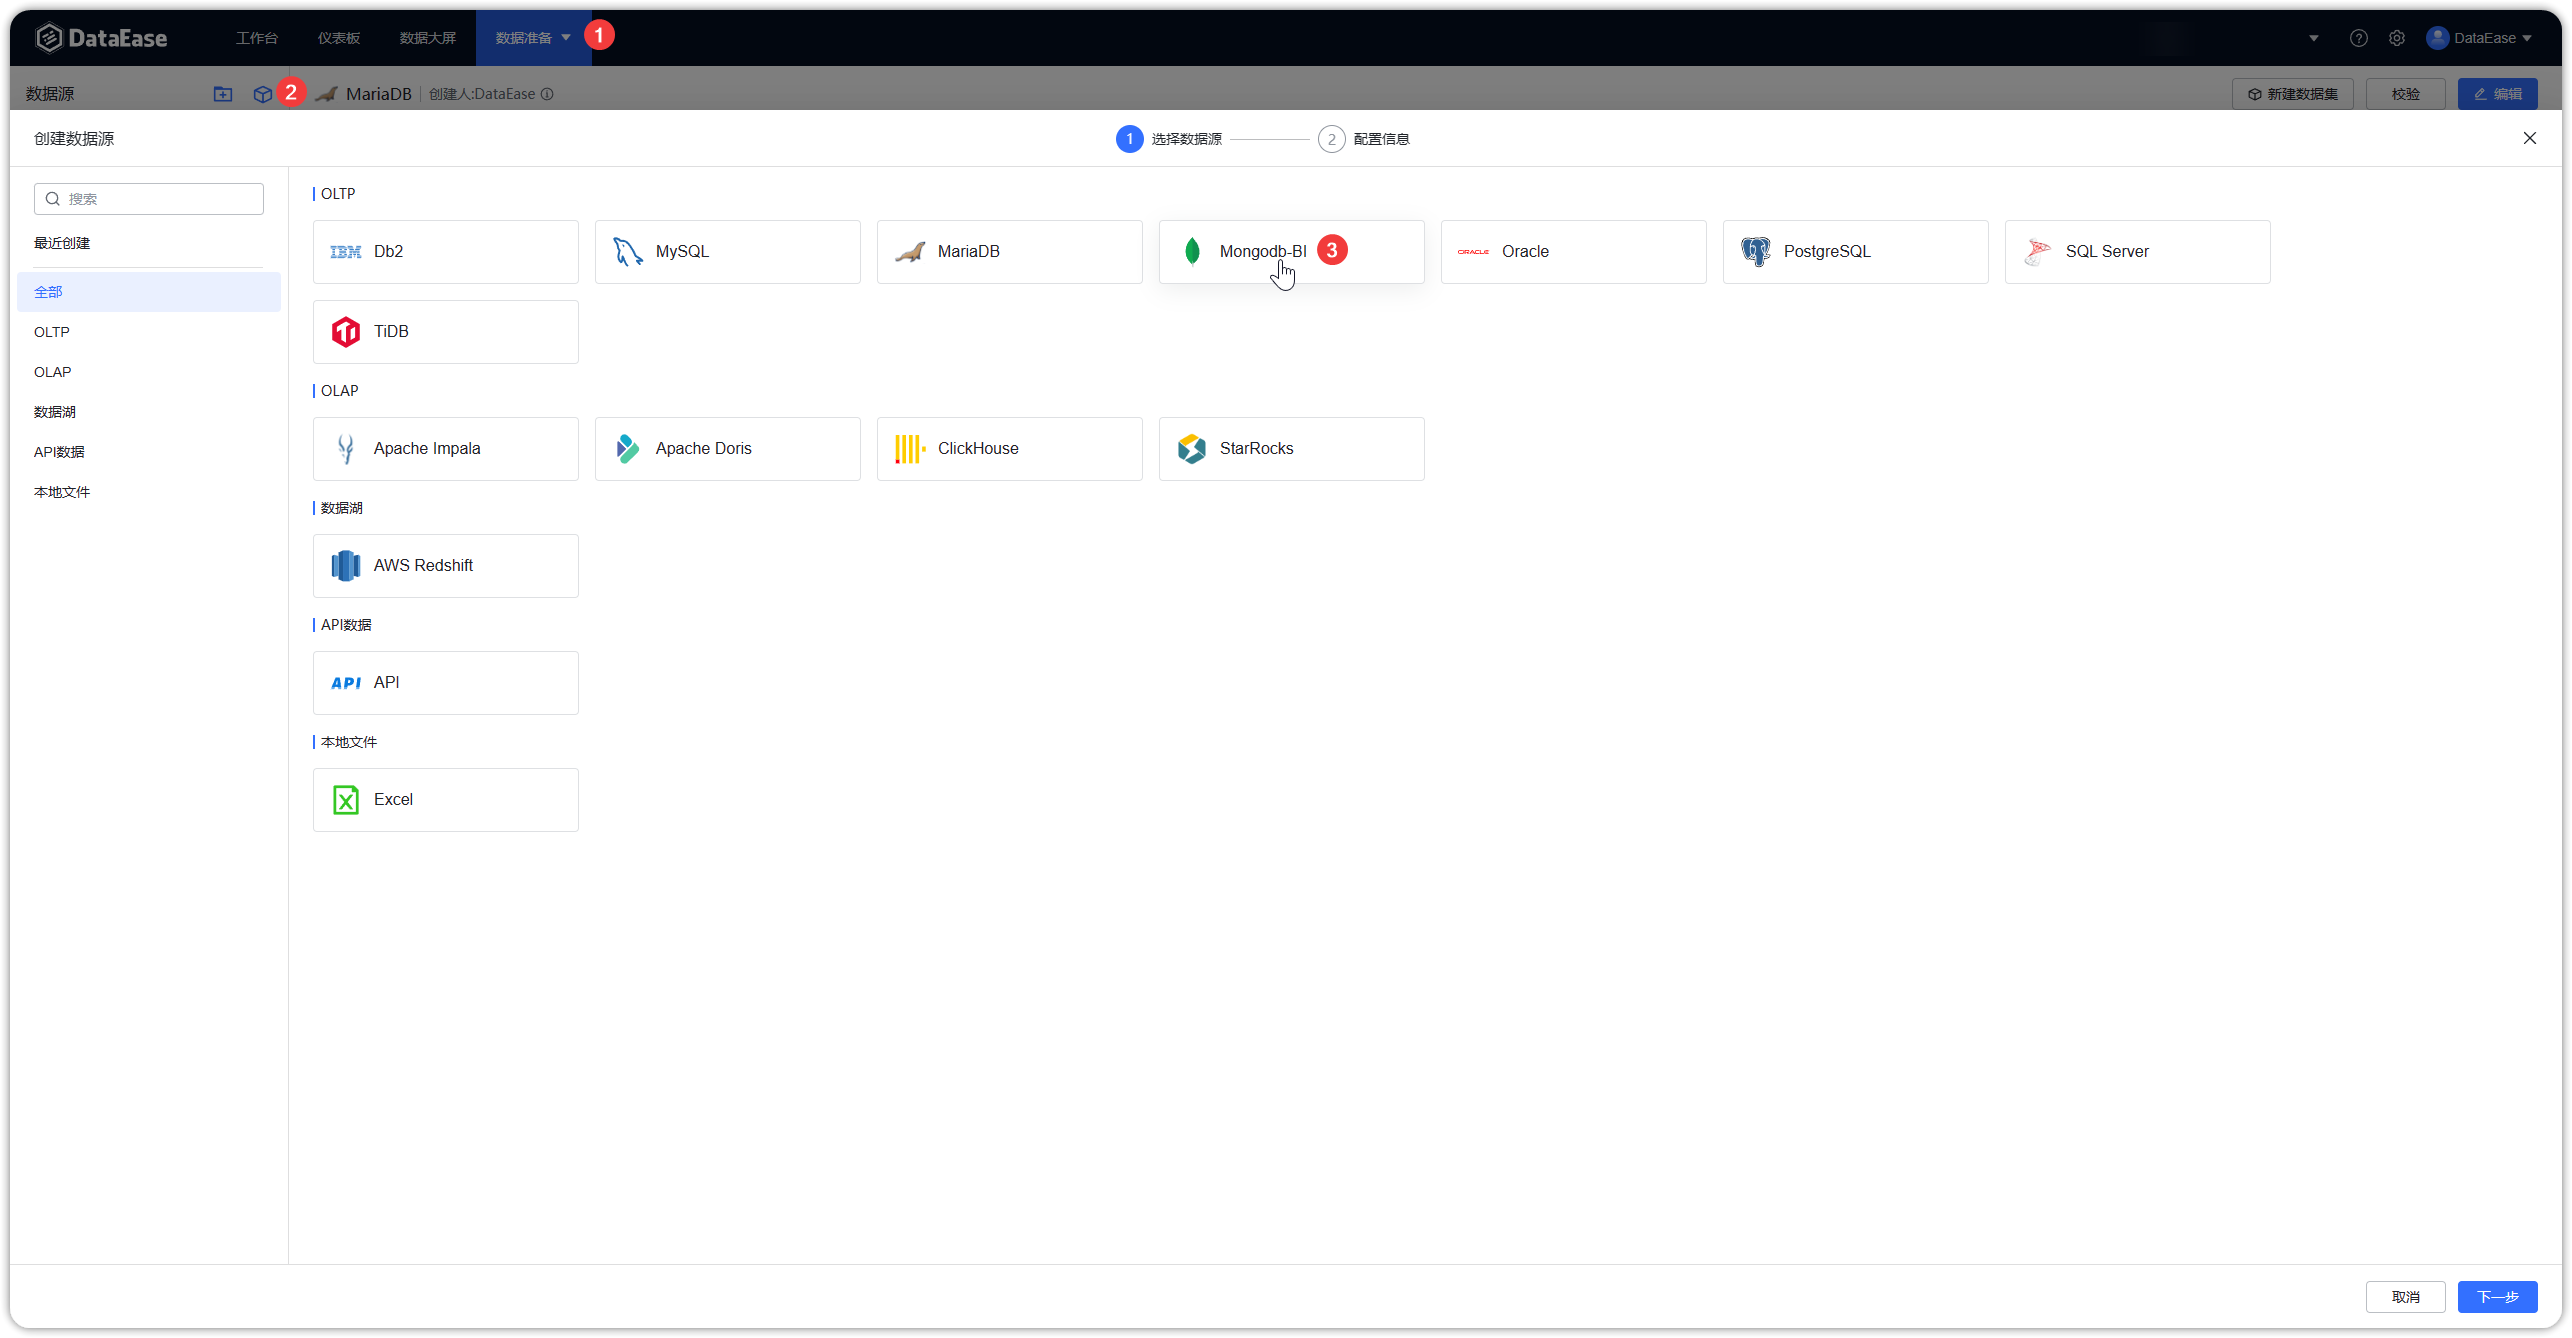 DataEase 工作台 仪表板 数据大屏 数据准备 1 DataEase
数据源 2 MariaDB 创建人:DataEase 新建数据集 校验 编辑
创建数据源 1 选择数据源 2 配置信息
搜索
最近创建
全部
OLTP
OLAP
数据湖
API数据
本地文件
OLTP
IBM Db2 MySQL MariaDB Mongodb-BI 3 ORACLE Oracle PostgreSQL SQL Server
TiDB
OLAP
Apache Impala Apache Doris ClickHouse StarRocks
数据湖
AWS Redshift
API数据
API API
本地文件
Excel
取消 下一步